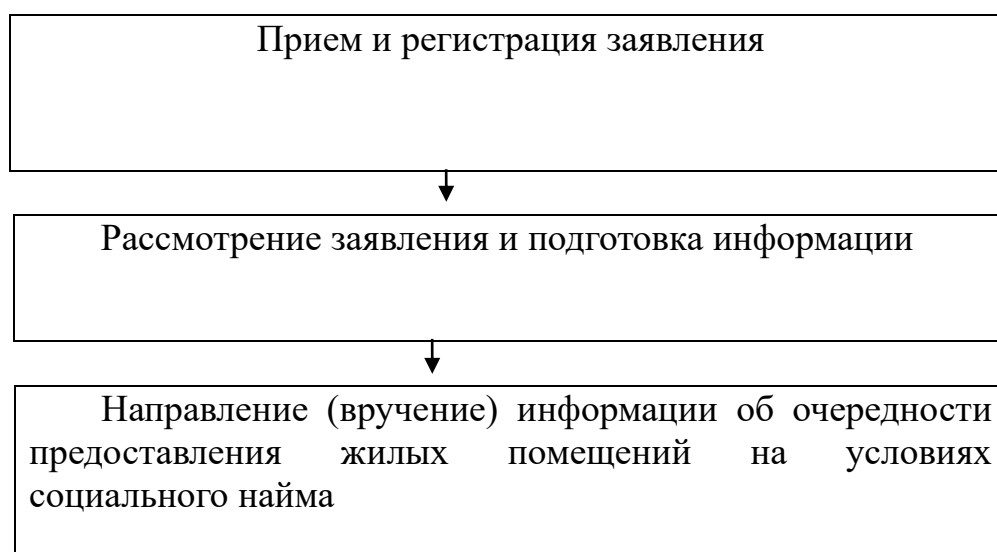 Прием и регистрация заявления
Рассмотрение заявления и подготовка информации
Направление (вручение) информации об очередности
предоставления жилых помещений на условиях
социального найма